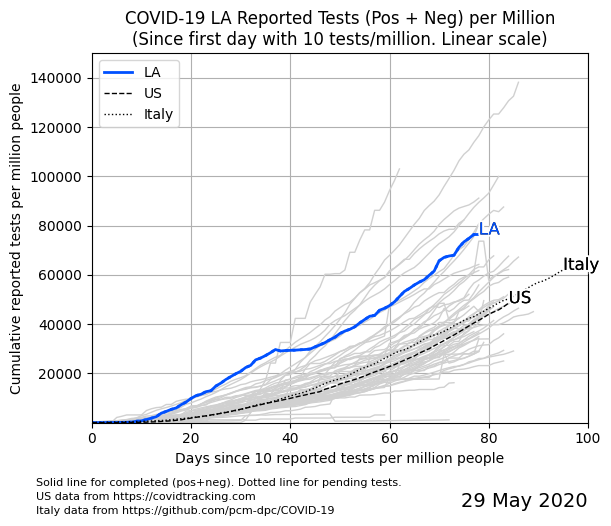 COVID-19 LA Reported Tests (Pos + Neg) per Million
(Since first day with 10 tests/million. Linear scale)
Cumulative reported tests per million people
140000
120000
100000
80000
60000
40000
20000
LA
US
Italy
LA
Italy
US
0 20 40 60 80 100
Days since 10 reported tests per million people
Solid line for completed (pos+neg). Dotted line for pending tests.
US data from https://covidtracking.com
Italy data from https://github.com/pcm-dpc/COVID-19
29 May 2020